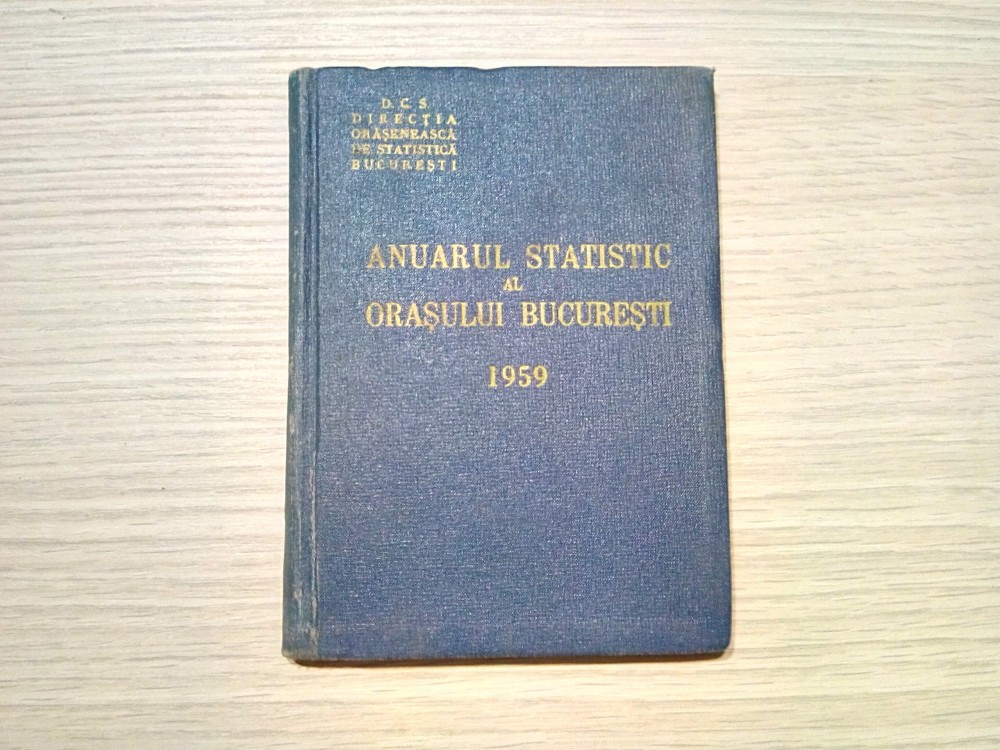 D. C. S.
DIRECȚIA
ORĂȘENEASCĂ
DE STATISTICĂ
BUCUREȘTI
ANUARUL STATISTIC
AL
ORAȘULUI BUCUREȘTI
1959